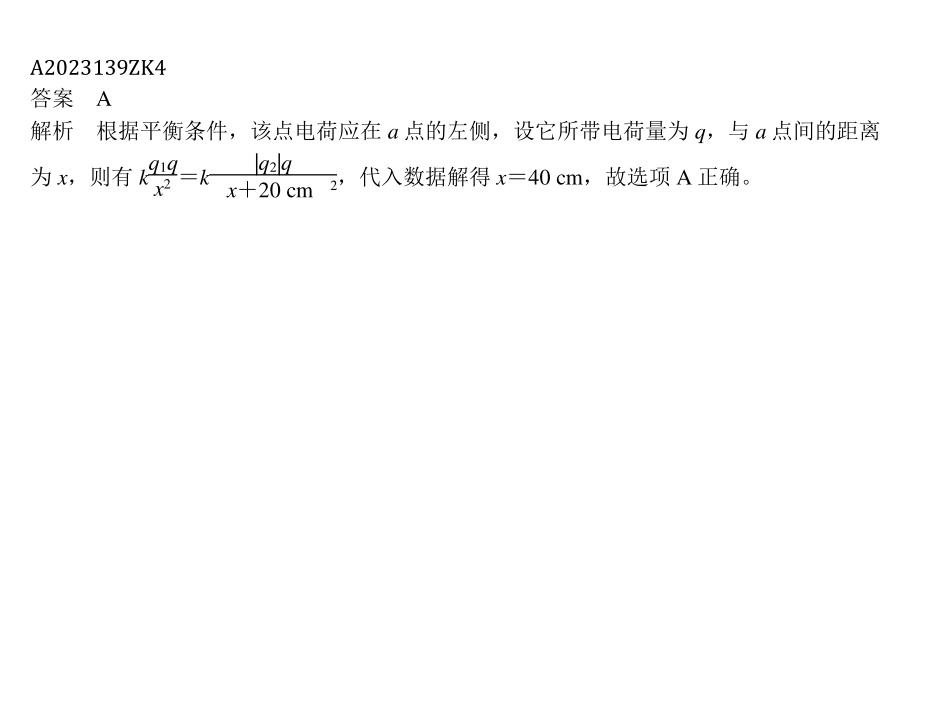 A2023139ZK4
答案　A
解析　根据平衡条件，该点电荷应在 a 点的左侧，设它所带电荷量为 q，与 a 点间的距离
为 x，则有 k\frac{q_1q}{x^2}＝k\frac{|q_2|q}{x＋20 cm ^2}，代入数据解得 x＝40 cm，故选项 A 正确。